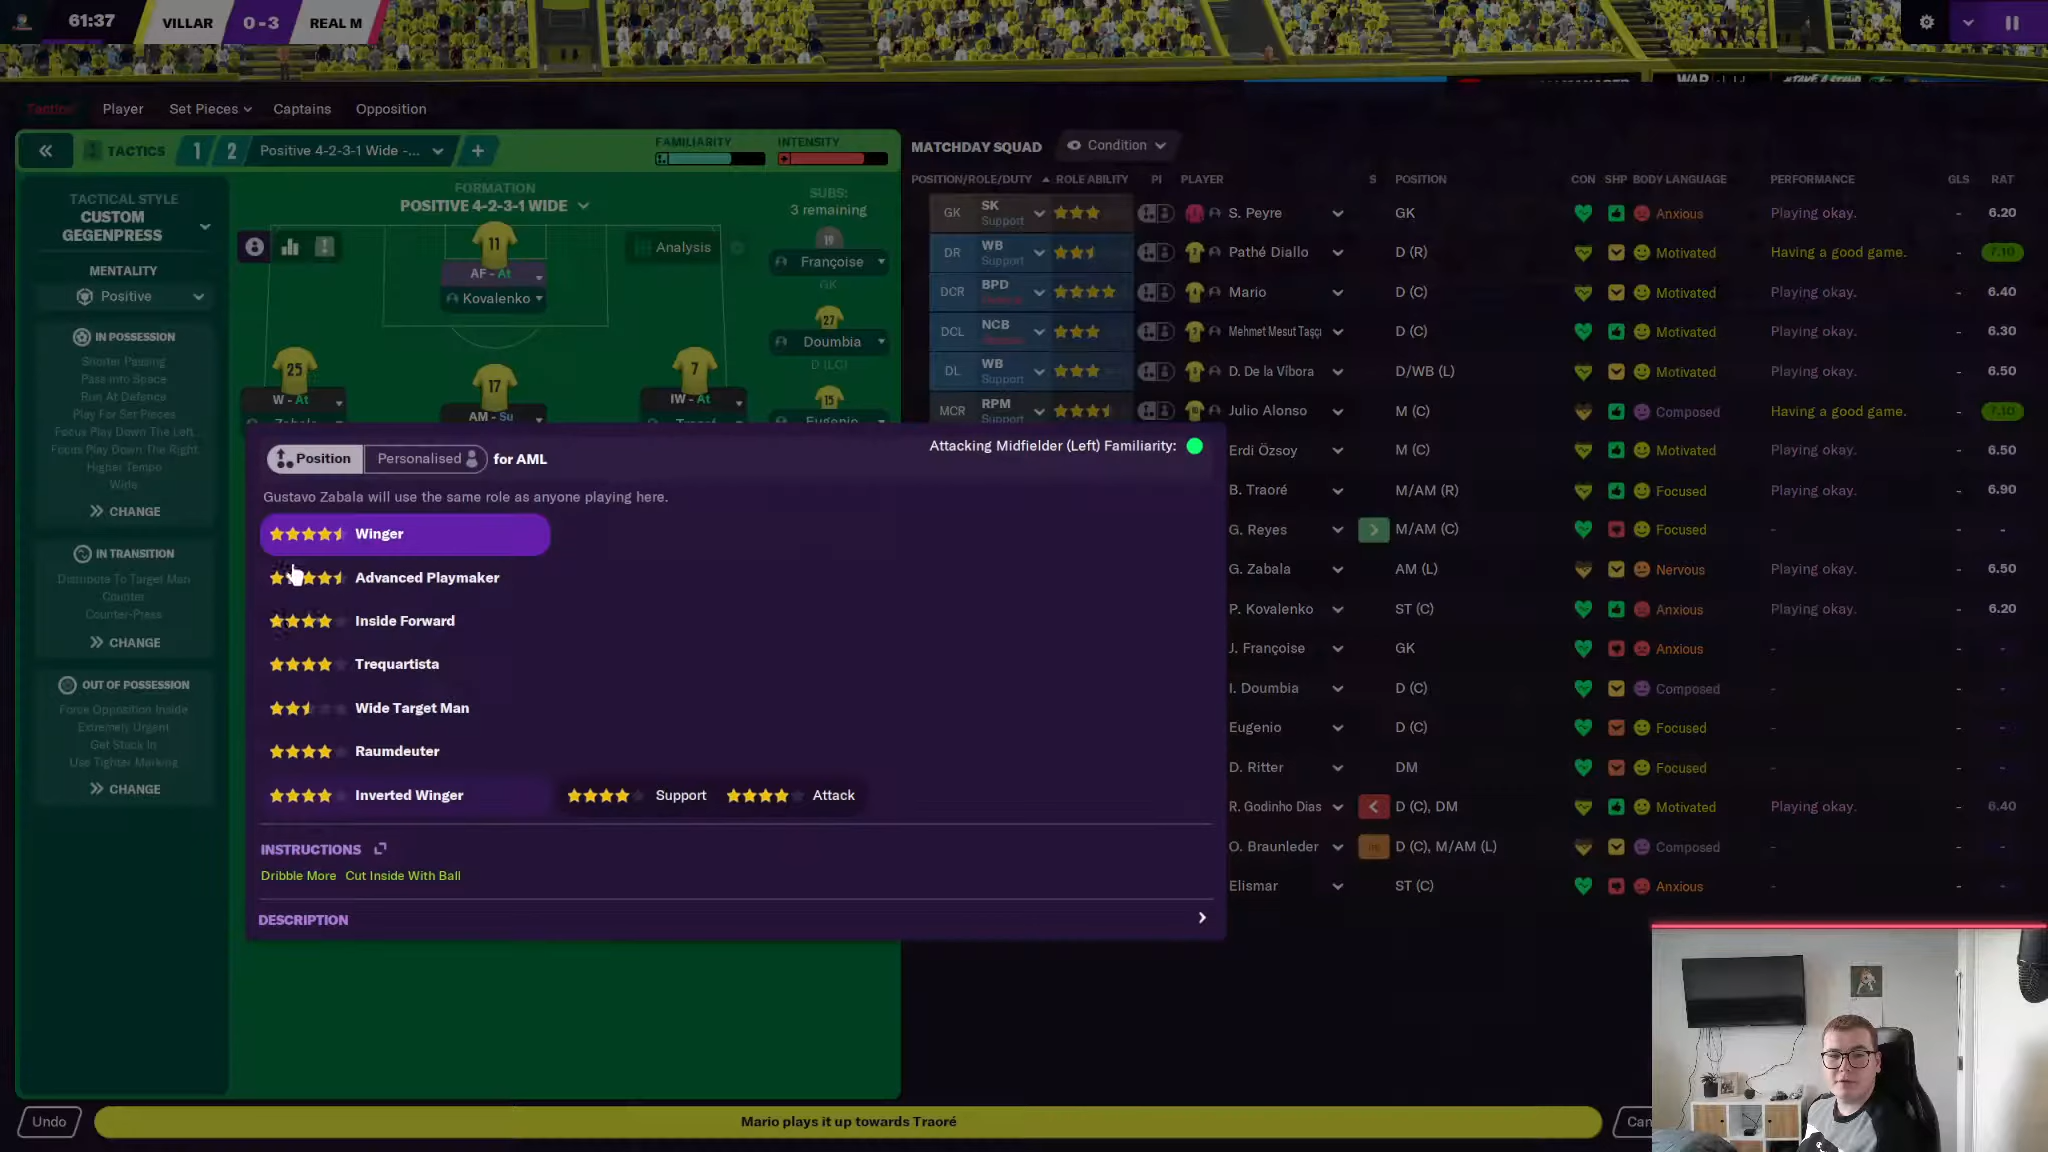 61:37
VILLAR
0 - 3
REAL M
Tactics
Player
Set Pieces
Captains
Opposition
TACTICS
1
2
Positive 4-2-3-1 Wide -...
+
FAMILIARITY
INTENSITY
TACTICAL STYLE
CUSTOM
GEGENPRESS
MENTALITY
Positive
IN POSSESSION
Shorter Passing
Pass Into Space
Run At Defence
Play For Set Pieces
Focus Play Down The Left
Focus Play Down The Right
Higher Tempo
Wide
CHANGE
IN TRANSITION
Distribute To Target Man
Counter
Counter-Press
CHANGE
OUT OF POSSESSION
Force Opposition Inside
Extremely Urgent
Get Stuck In
Use Tighter Marking
CHANGE
FORMATION
POSITIVE 4-2-3-1 WIDE
SUBS:
3 remaining
Analysis
11
AF - At
Kovalenko
25
W - At
Zabala
17
AM - Su
7
IW - At
Traoré
19
Françoise
GK
27
Doumbia
D (LC)
15
Eugenio
MATCHDAY SQUAD
Condition
POSITION/ROLE/DUTY ROLE ABILITY PI PLAYER S POSITION CON SHP BODY LANGUAGE PERFORMANCE GLS RAT
GK SK Support S. Peyre GK Anxious Playing okay. - 6.20
DR WB Support Pathé Diallo D (R) Motivated Having a good game. - 7.10
DCR BPD Mario D (C) Motivated Playing okay. - 6.40
DCL NCB Mehmet Mesut Taşçı D (C) Motivated Playing okay. - 6.30
DL WB Support D. De la Víbora D/WB (L) Motivated Playing okay. - 6.50
MCR RPM Support Julio Alonso M (C) Composed Having a good game. - 7.10
Erdi Özsoy M (C) Motivated Playing okay. - 6.50
B. Traoré M/AM (R) Focused Playing okay. - 6.90
G. Reyes M/AM (C) Focused - - -
G. Zabala AM (L) Nervous Playing okay. - 6.50
P. Kovalenko ST (C) Anxious Playing okay. - 6.20
J. Françoise GK Anxious - - -
I. Doumbia D (C) Composed - - -
Eugenio D (C) Focused - - -
D. Ritter DM Focused - - -
R. Godinho Dias D (C), DM Motivated Playing okay. - 6.40
O. Braunleder D (C), M/AM (L) Composed - - -
Elismar ST (C) Anxious - - -
Position
Personalised
for AML
Attacking Midfielder (Left) Familiarity:
Gustavo Zabala will use the same role as anyone playing here.
Winger
Advanced Playmaker
Inside Forward
Trequartista
Wide Target Man
Raumdeuter
Inverted Winger
Support
Attack
INSTRUCTIONS
Dribble More Cut Inside With Ball
DESCRIPTION
Undo
Mario plays it up towards Traoré